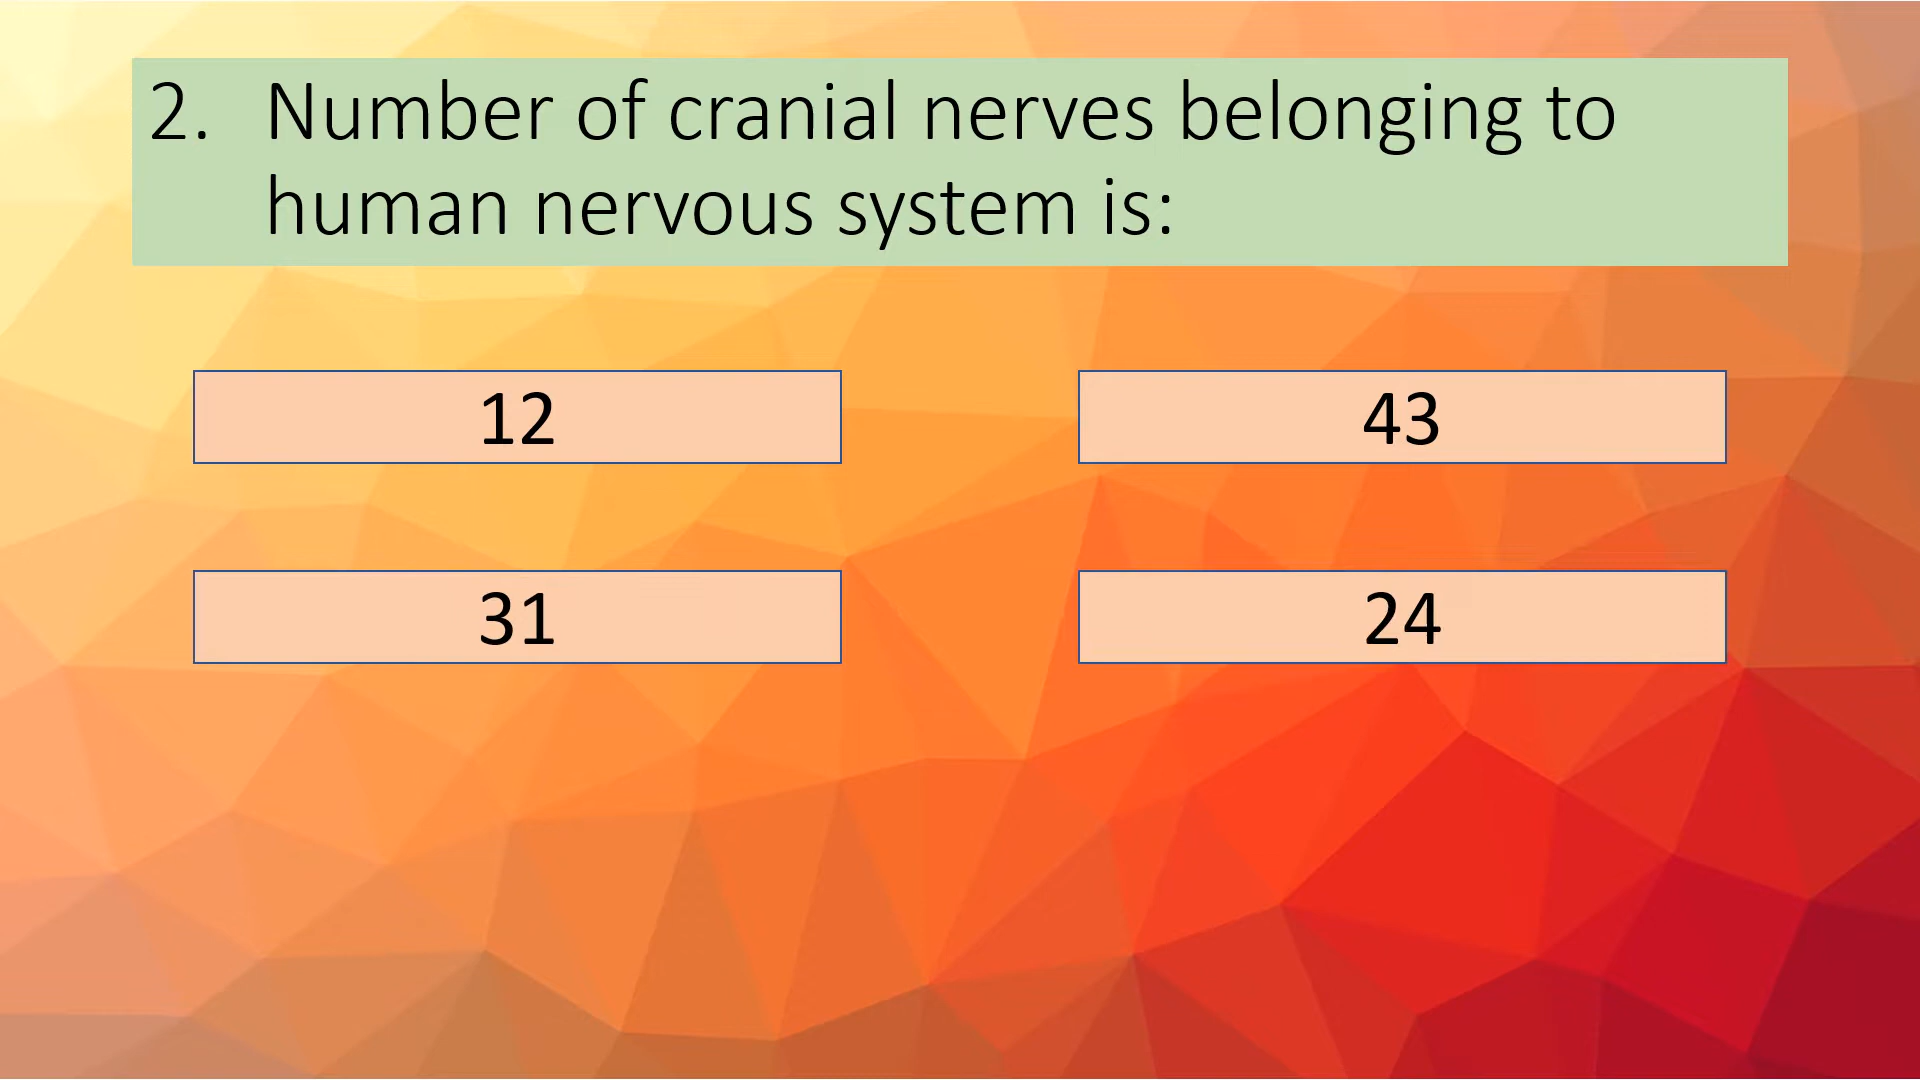 2. Number of cranial nerves belonging to
human nervous system is:
12
43
31
24